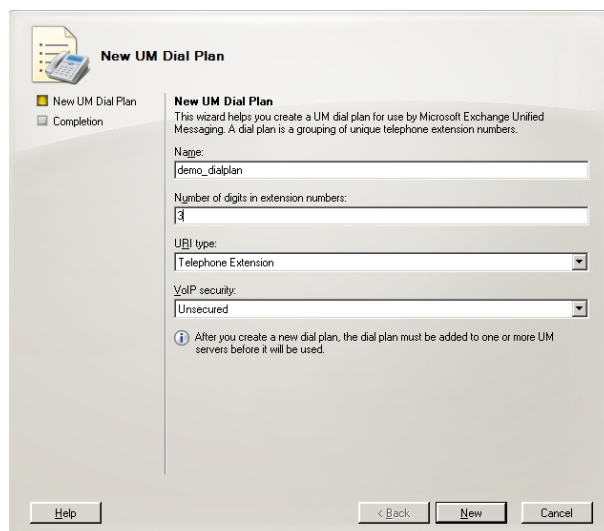 New UM Dial Plan
New UM Dial Plan
Completion
New UM Dial Plan
This wizard helps you create a UM dial plan for use by Microsoft Exchange Unified
Messaging. A dial plan is a grouping of unique telephone extension numbers.
Name:
demo_dialplan
Number of digits in extension numbers:
3
URI type:
Telephone Extension
VoIP security:
Unsecured
After you create a new dial plan, the dial plan must be added to one or more UM
servers before it will be used.
Help
< Back
New
Cancel